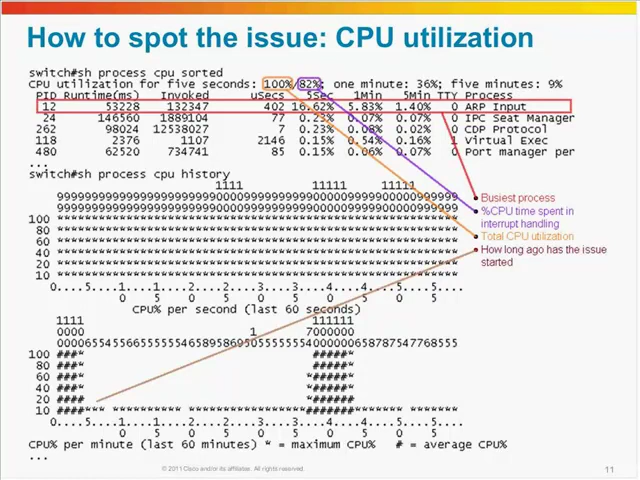 How to spot the issue: CPU utilization
switch#sh process cpu sorted
CPU utilization for five seconds: 100%/82%; one minute: 36%; five minutes: 9%
PID Runtime(ms) Invoked uSecs 5Sec 1Min 5Min TTY Process
12 53228 132347 402 16.62% 5.83% 1.40% 0 ARP Input
24 146560 1889104 77 0.23% 0.07% 0.07% 0 IPC Seat Manager
262 98024 12538027 7 0.23% 0.08% 0.02% 0 CDP Protocol
118 2376 1107 2146 0.15% 0.54% 0.16% 1 Virtual Exec
480 62520 734741 85 0.15% 0.06% 0.07% 0 Port manager per
...
switch#sh process cpu history
1111 11111 11111
100 **********************************************************
80 **********************************************************
60 **********************************************************
40 **********************************************************
20 **********************************************************
10 **********************************************************
0....5....1....1....2....2....3....3....4....4....5....5....
0 5 0 5 0 5 0 5 0 5
CPU% per second (last 60 seconds)
Busiest process
%CPU time spent in
interrupt handling
Total CPU utilization
How long ago has the issue
started
1111 111111
0000 1 7000000
100 ####* *#####*
80 ####* *#####*
60 ####* *######
40 ####* *######
20 ####* *######
0....5....1....1....2....2....3....3....4....4....5....5....
0 5 0 5 0 5 0 5 0 5
CPU% per minute (last 60 minutes) * = maximum CPU% # = average CPU%
...
© 2011 Cisco and/or its affiliates. All rights reserved.
11